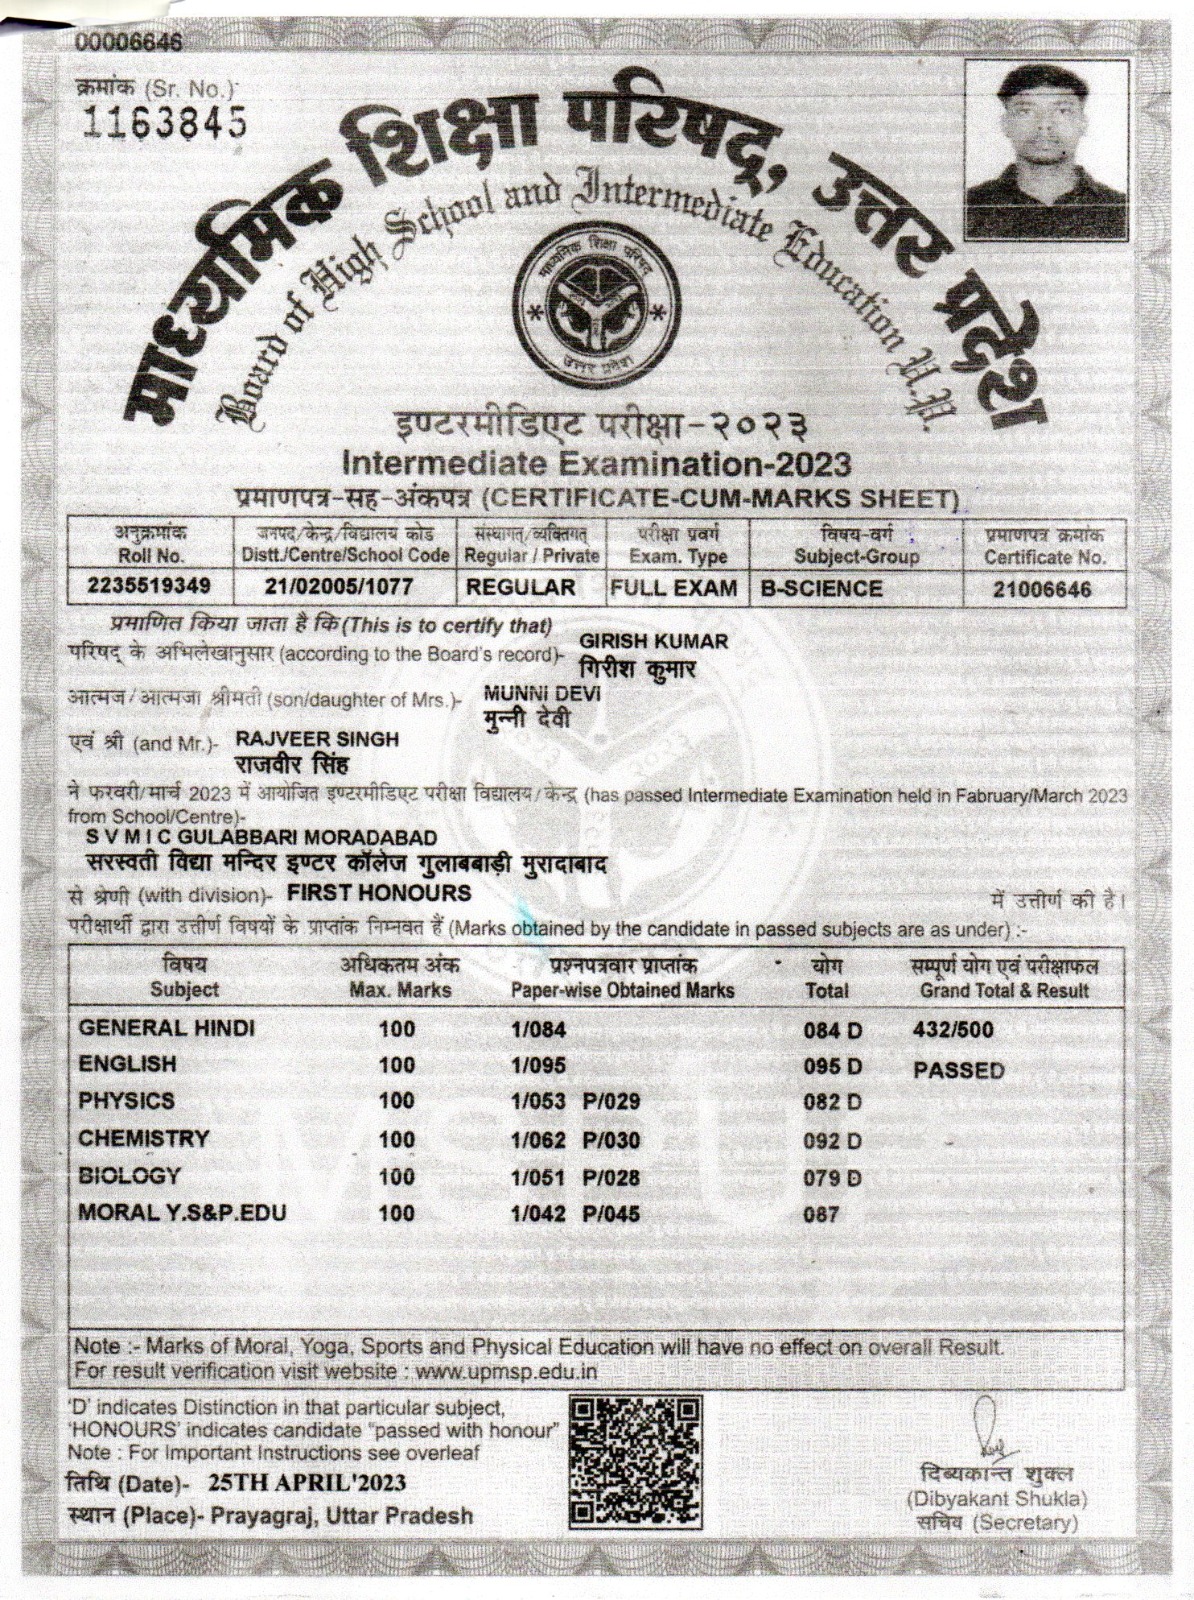 00006646
क्रमांक (Sr. No.)
1163845
माध्यमिक शिक्षा परिषद्, उत्तर प्रदेश
Board of High School and Intermediate Education U.P.
माध्यमिक शिक्षा परिषद
उत्तर प्रदेश
इण्टरमीडिएट परीक्षा-२०२३
Intermediate Examination-2023
प्रमाणपत्र-सह-अंकपत्र (CERTIFICATE-CUM-MARKS SHEET)
अनुक्रमांक जनपद/केन्द्र/विद्यालय कोड संस्थागत/व्यक्तिगत परीक्षा प्रवर्ग विषय-वर्ग प्रमाणपत्र क्रमांक
Roll No. Distt./Centre/School Code Regular / Private Exam. Type Subject-Group Certificate No.
2235519349 21/02005/1077 REGULAR FULL EXAM B-SCIENCE 21006646
प्रमाणित किया जाता है कि (This is to certify that)
परिषद् के अभिलेखानुसार (according to the Board's record)- GIRISH KUMAR
गिरीश कुमार
आत्मज/आत्मजा श्रीमती (son/daughter of Mrs.)- MUNNI DEVI
मुन्नी देवी
एवं श्री (and Mr.)- RAJVEER SINGH
राजवीर सिंह
ने फरवरी/मार्च 2023 में आयोजित इण्टरमीडिएट परीक्षा विद्यालय/केन्द्र (has passed Intermediate Examination held in Fabruary/March 2023
from School/Centre)-
S V M I C GULABBARI MORADABAD
सरस्वती विद्या मन्दिर इण्टर कॉलेज गुलाबबाड़ी मुरादाबाद
से श्रेणी (with division)- FIRST HONOURS में उत्तीर्ण की है।
परीक्षार्थी द्वारा उत्तीर्ण विषयों के प्राप्तांक निम्नवत हैं (Marks obtained by the candidate in passed subjects are as under) :-
विषय अधिकतम अंक प्रश्नपत्रवार प्राप्तांक योग सम्पूर्ण योग एवं परीक्षाफल
Subject Max. Marks Paper-wise Obtained Marks Total Grand Total & Result
GENERAL HINDI 100 1/084 084 D 432/500
ENGLISH 100 1/095 095 D PASSED
PHYSICS 100 1/053 P/029 082 D
CHEMISTRY 100 1/062 P/030 092 D
BIOLOGY 100 1/051 P/028 079 D
MORAL Y.S&P.EDU 100 1/042 P/045 087
Note :- Marks of Moral, Yoga, Sports and Physical Education will have no effect on overall Result.
For result verification visit website : www.upmsp.edu.in
'D' indicates Distinction in that particular subject,
'HONOURS' indicates candidate "passed with honour"
Note : For Important Instructions see overleaf
तिथि (Date)- 25TH APRIL'2023
स्थान (Place)- Prayagraj, Uttar Pradesh
दिब्यकान्त शुक्ल
(Dibyakant Shukla)
सचिव (Secretary)